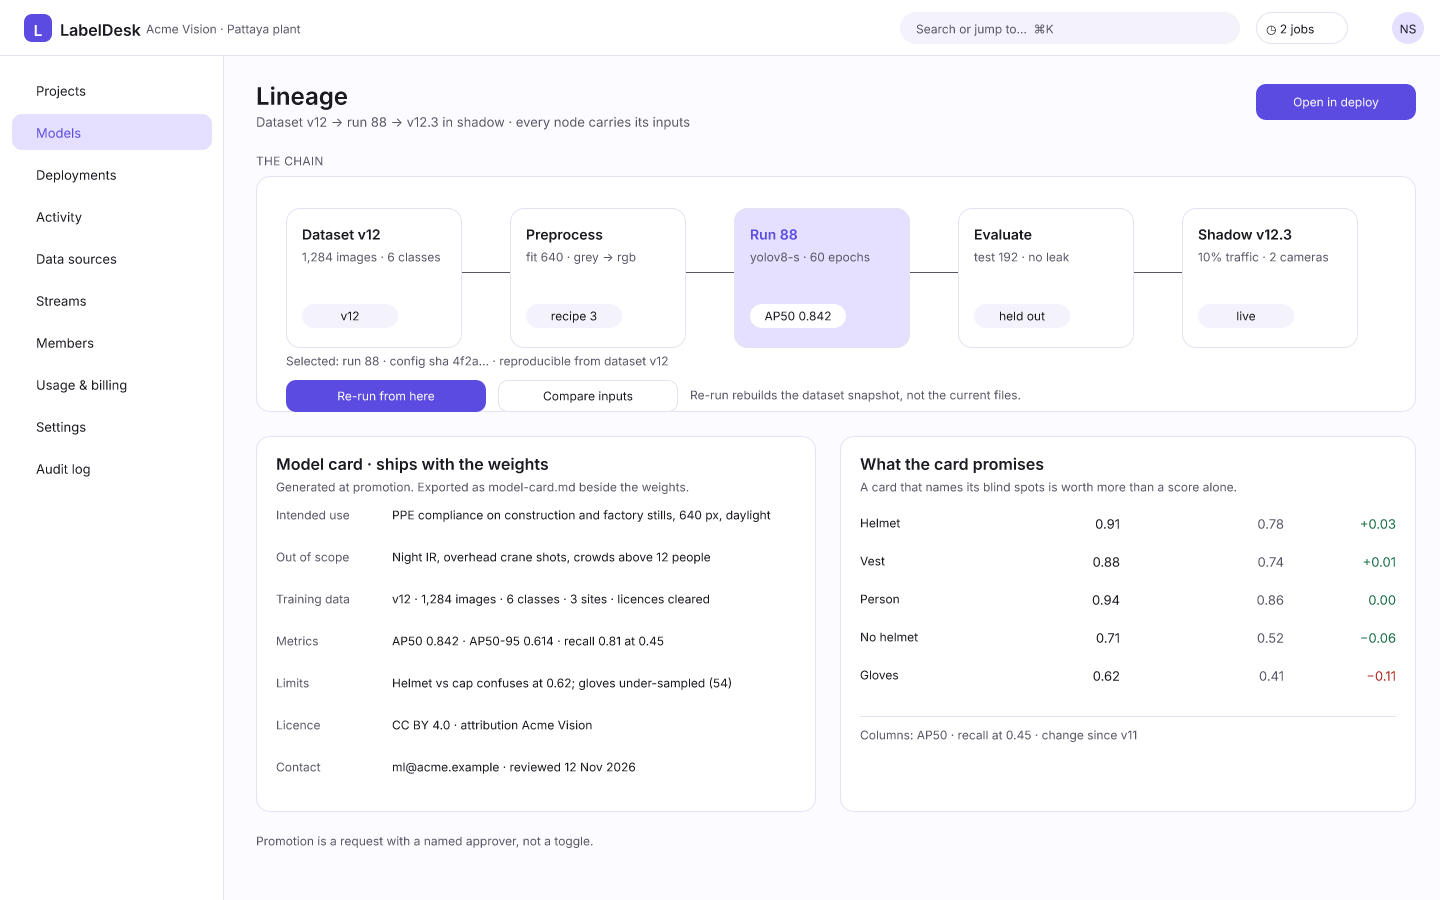 L LabelDesk Acme Vision · Pattaya plant
Search or jump to... ⌘K
◷ 2 jobs
NS
Projects
Models
Deployments
Activity
Data sources
Streams
Members
Usage & billing
Settings
Audit log
Lineage
Dataset v12 → run 88 → v12.3 in shadow · every node carries its inputs
Open in deploy
THE CHAIN
Dataset v12
1,284 images · 6 classes
v12
Preprocess
fit 640 · grey → rgb
recipe 3
Run 88
yolov8-s · 60 epochs
AP50 0.842
Evaluate
test 192 · no leak
held out
Shadow v12.3
10% traffic · 2 cameras
live
Selected: run 88 · config sha 4f2a... · reproducible from dataset v12
Re-run from here
Compare inputs
Re-run rebuilds the dataset snapshot, not the current files.
Model card · ships with the weights
Generated at promotion. Exported as model-card.md beside the weights.
Intended use PPE compliance on construction and factory stills, 640 px, daylight
Out of scope Night IR, overhead crane shots, crowds above 12 people
Training data v12 · 1,284 images · 6 classes · 3 sites · licences cleared
Metrics AP50 0.842 · AP50-95 0.614 · recall 0.81 at 0.45
Limits Helmet vs cap confuses at 0.62; gloves under-sampled (54)
Licence CC BY 4.0 · attribution Acme Vision
Contact ml@acme.example · reviewed 12 Nov 2026
What the card promises
A card that names its blind spots is worth more than a score alone.
Helmet 0.91 0.78 +0.03
Vest 0.88 0.74 +0.01
Person 0.94 0.86 0.00
No helmet 0.71 0.52 −0.06
Gloves 0.62 0.41 −0.11
Columns: AP50 · recall at 0.45 · change since v11
Promotion is a request with a named approver, not a toggle.